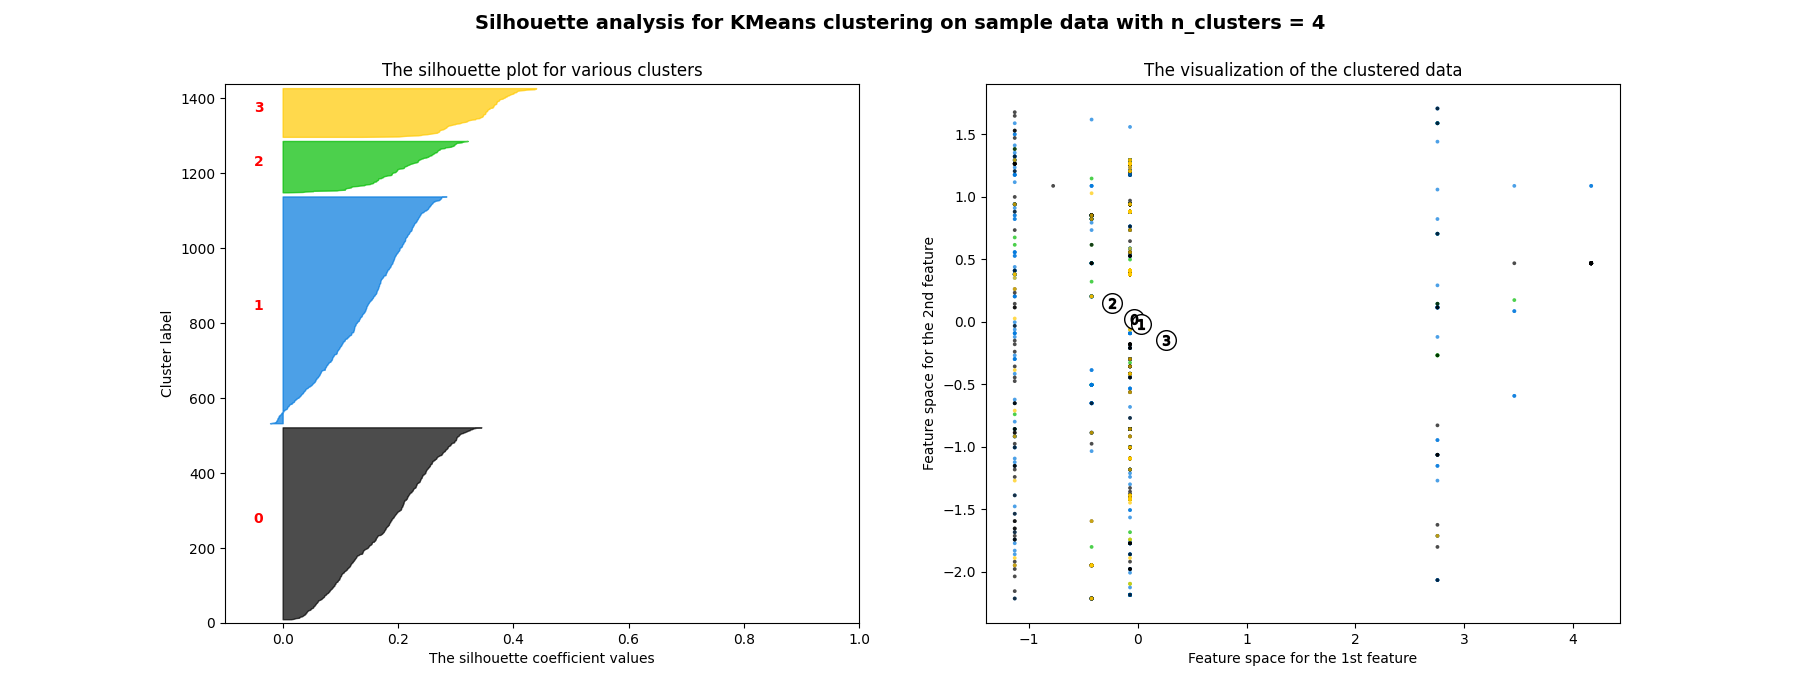 Silhouette analysis for KMeans clustering on sample data with n_clusters = 4
The silhouette plot for various clusters
1400
1200
1000
800
600
400
200
0
Cluster label
3
2
1
0
0.0 0.2 0.4 0.6 0.8 1.0
The silhouette coefficient values
The visualization of the clustered data
1.5
1.0
0.5
0.0
−0.5
−1.0
−1.5
−2.0
Feature space for the 2nd feature
2
0
1
3
−1 0 1 2 3 4
Feature space for the 1st feature